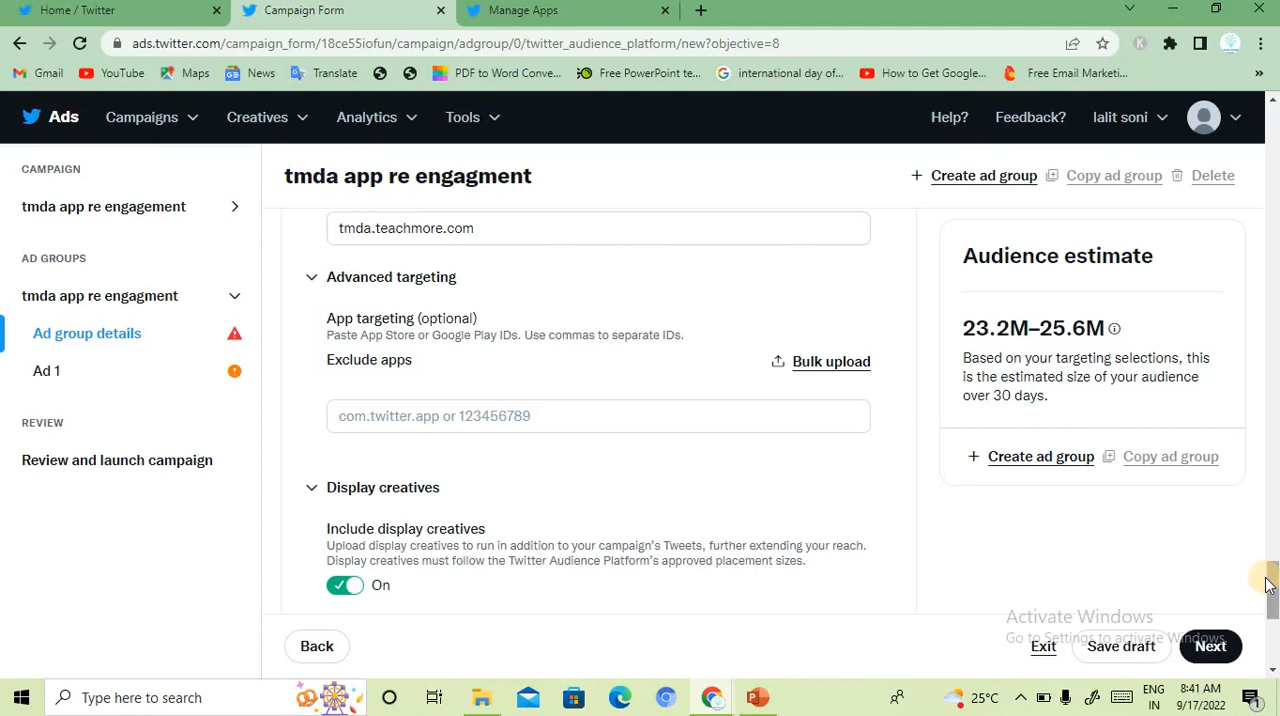 Home / Twitter
Campaign Form
Manage Apps
ads.twitter.com/campaign_form/18ce55iofun/campaign/adgroup/0/twitter_audience_platform/new?objective=8
K
Gmail
YouTube
Maps
News
Translate
PDF to Word Conve...
Free PowerPoint te...
international day of...
How to Get Google...
Free Email Marketi...
Ads
Campaigns
Creatives
Analytics
Tools
Help?
Feedback?
lalit soni
CAMPAIGN
tmda app re engagement
AD GROUPS
tmda app re engagment
Ad group details
Ad 1
REVIEW
Review and launch campaign
tmda app re engagment
Create ad group
Copy ad group
Delete
tmda.teachmore.com
Advanced targeting
App targeting (optional)
Paste App Store or Google Play IDs. Use commas to separate IDs.
Exclude apps
Bulk upload
com.twitter.app or 123456789
Display creatives
Include display creatives
Upload display creatives to run in addition to your campaign's Tweets, further extending your reach.
Display creatives must follow the Twitter Audience Platform's approved placement sizes.
On
Audience estimate
23.2M–25.6M
Based on your targeting selections, this
is the estimated size of your audience
over 30 days.
Create ad group
Copy ad group
Activate Windows
Go to Settings to activate Windows.
Back
Exit
Save draft
Next
Type here to search
25°C
ENG
IN
8:41 AM
9/17/2022
1